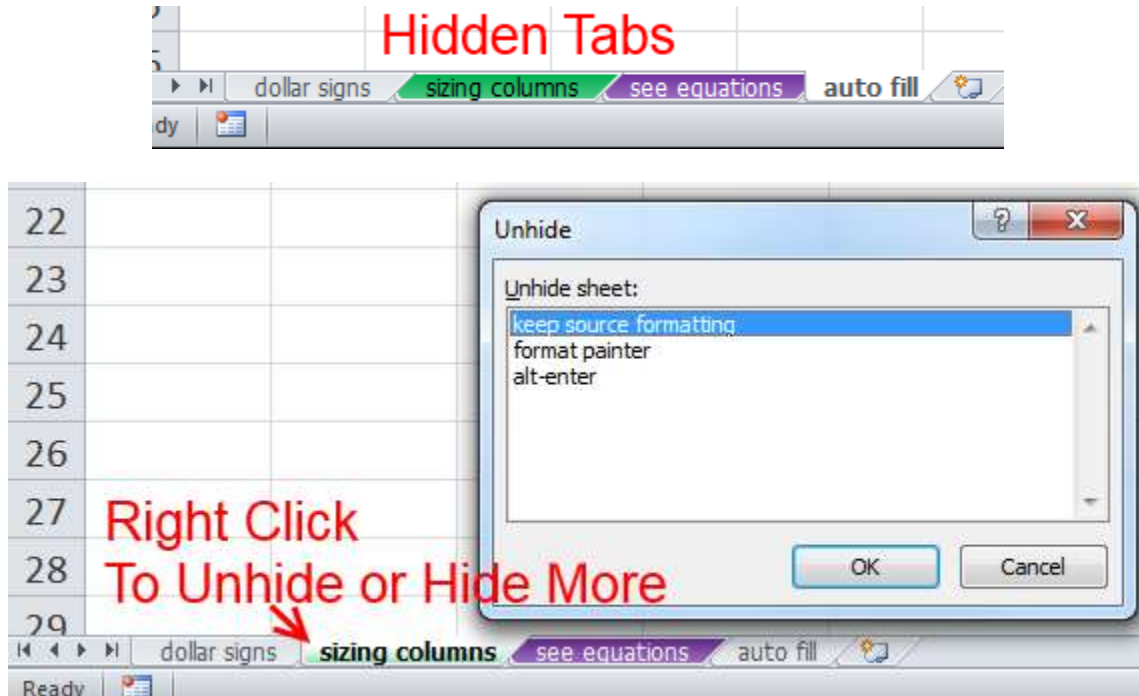 Hidden Tabs
dollar signs sizing columns see equations auto fill
dy
22
23
24
25
26
27
28
29
Unhide
?
X
Unhide sheet:
keep source formatting
format painter
alt-enter
OK Cancel
Right Click
To Unhide or Hide More
dollar signs sizing columns see equations auto fill
Ready